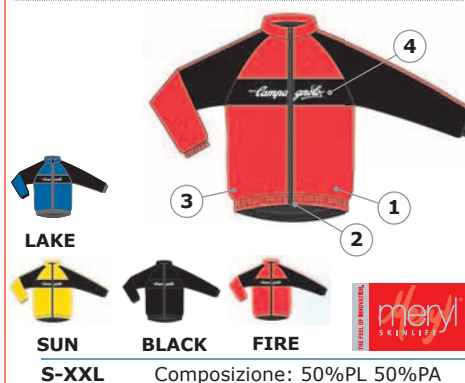 4
Campagnolo
3
1
2
LAKE
SUN BLACK FIRE
THE FEEL OF INNOVATION
meryl
SKINLIFE
S-XXL Composizione: 50%PL 50%PA